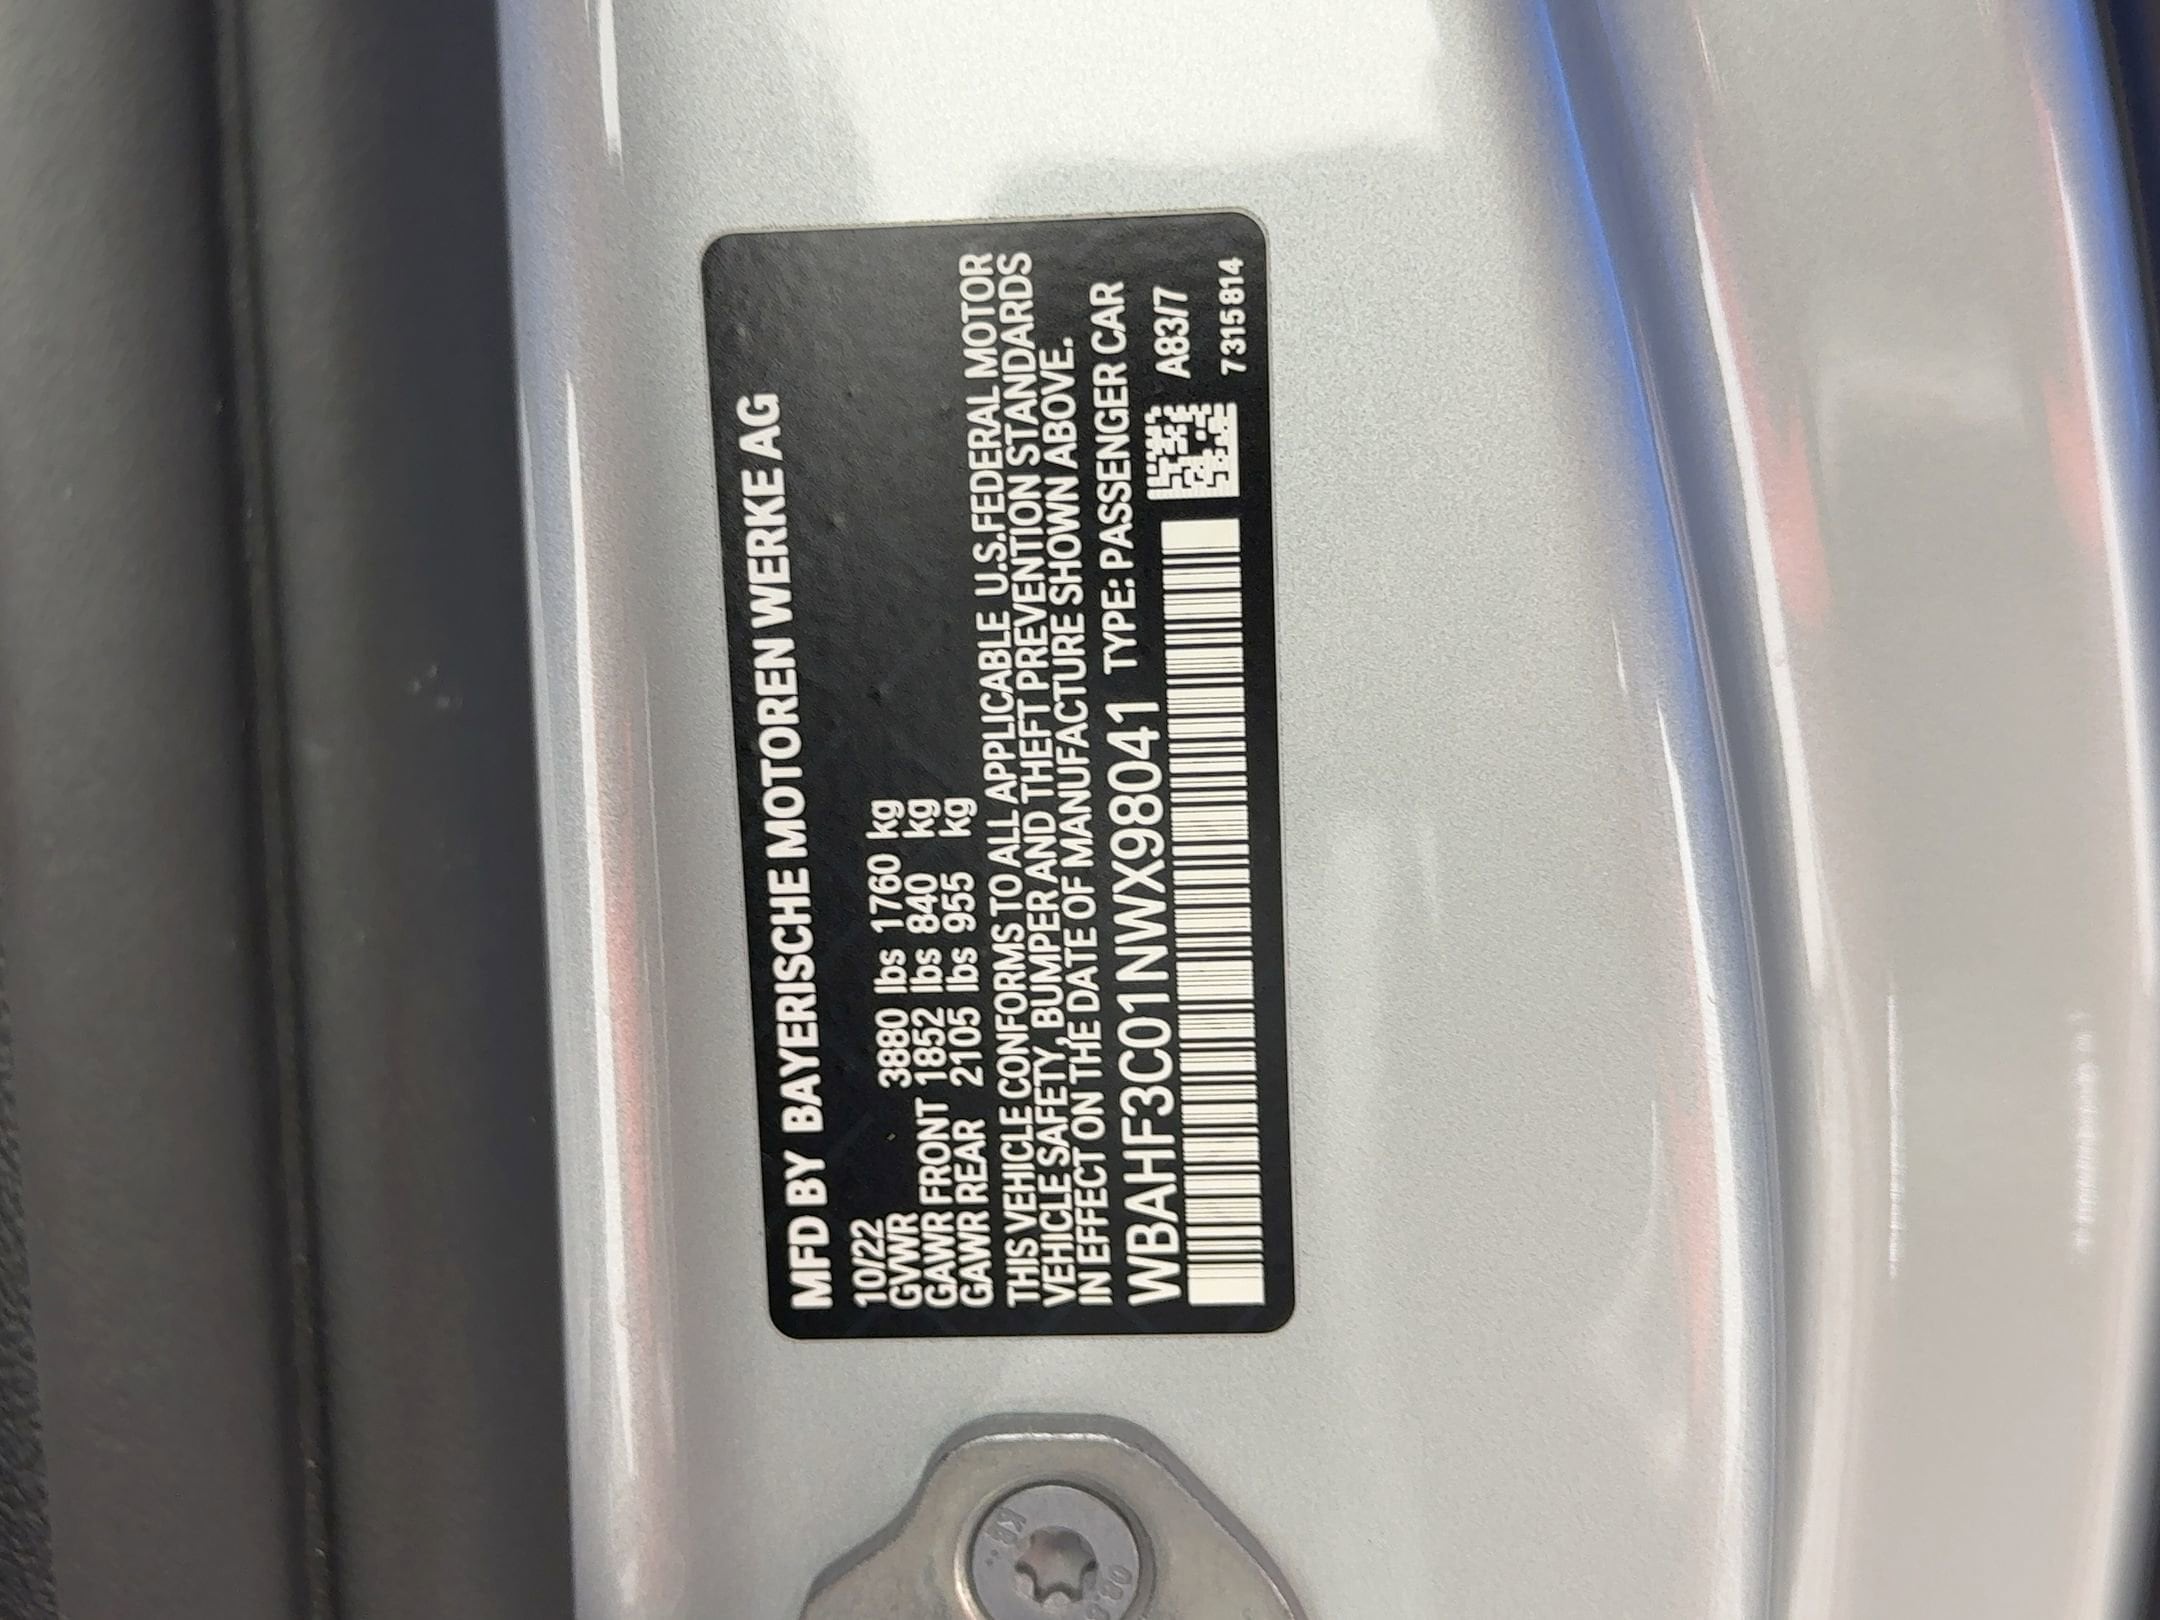 MFD BY BAYERISCHE MOTOREN WERKE AG
10/22
GVWR 3880 lbs 1760 kg
GAWR FRONT 1852 lbs 840 kg
GAWR REAR 2105 lbs 955 kg
THIS VEHICLE CONFORMS TO ALL APPLICABLE U.S.FEDERAL MOTOR
VEHICLE SAFETY, BUMPER AND THEFT PREVENTION STANDARDS
IN EFFECT ON THE DATE OF MANUFACTURE SHOWN ABOVE.
WBAHF3C01NWX98041 TYPE: PASSENGER CAR
A83/7
7315814